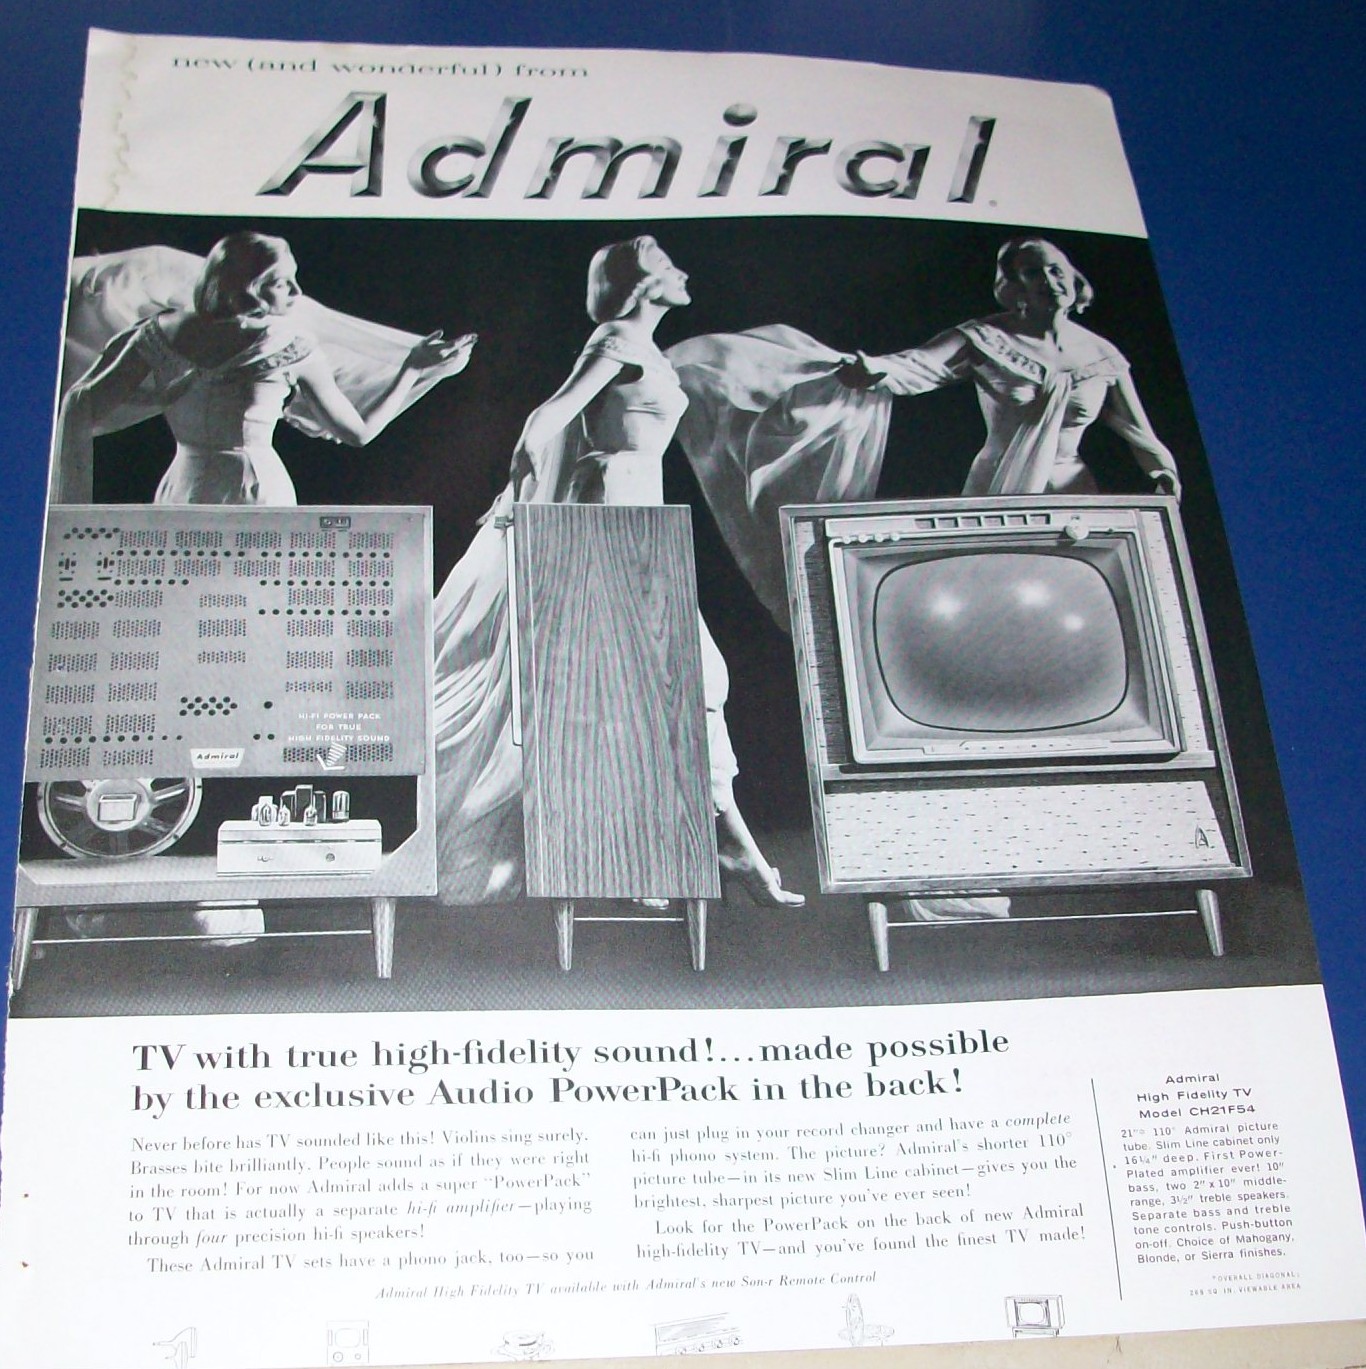 new (and wonderful) from
Admiral
HI-FI POWER PACK
FOR TRUE
HIGH FIDELITY SOUND
Admiral
A
TV with true high-fidelity sound!...made possible
by the exclusive Audio PowerPack in the back!
Never before has TV sounded like this! Violins sing surely.
Brasses bite brilliantly. People sound as if they were right
in the room! For now Admiral adds a super "PowerPack"
to TV that is actually a separate hi-fi amplifier—playing
through four precision hi-fi speakers!
These Admiral TV sets have a phono jack, too—so you
can just plug in your record changer and have a complete
hi-fi phono system. The picture? Admiral's shorter 110°
picture tube—in its new Slim Line cabinet—gives you the
brightest, sharpest picture you've ever seen!
Look for the PowerPack on the back of new Admiral
high-fidelity TV—and you've found the finest TV made!
Admiral High Fidelity TV available with Admiral's new Son-r Remote Control
Admiral
High Fidelity TV
Model CH21F54
21"* 110° Admiral picture
tube. Slim Line cabinet only
16¼" deep. First Power-
Plated amplifier ever! 10"
bass, two 2" x 10" middle-
range, 3½" treble speakers.
Separate bass and treble
tone controls. Push-button
on-off. Choice of Mahogany,
Blonde, or Sierra finishes.
*OVERALL DIAGONAL;
SQ. IN. VIEWABLE AREA